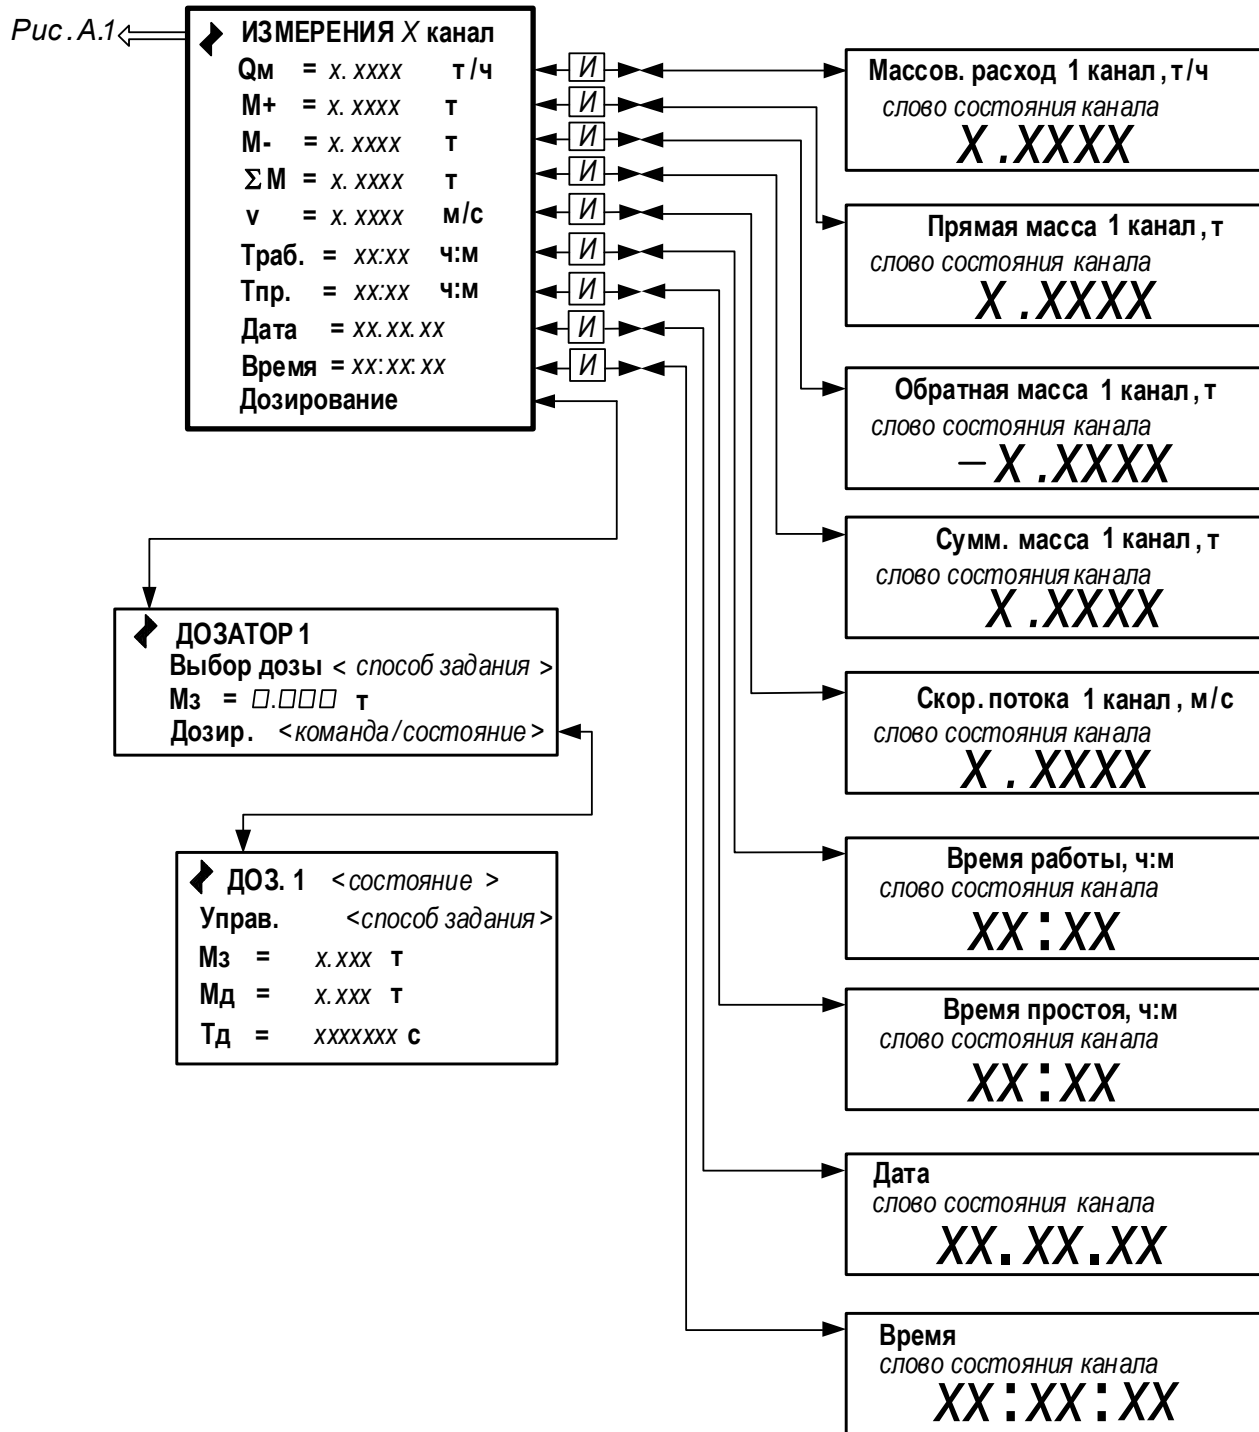 Рис. А.1
ИЗМЕРЕНИЯ X канал
Qм = x. xxxx т/ч
М+ = x. xxxx т
М- = x. xxxx т
ΣМ = x. xxxx т
v = x. xxxx м/с
Траб. = xx:xx ч:м
Тпр. = xx:xx ч:м
Дата = xx. xx. xx
Время = xx: xx: xx
Дозирование
И
И
И
И
И
И
И
И
И
Массов. расход 1 канал, т/ч
слово состояния канала
X.XXXX
Прямая масса 1 канал, т
слово состояния канала
X.XXXX
Обратная масса 1 канал, т
слово состояния канала
–X.XXXX
Сумм. масса 1 канал, т
слово состояния канала
X.XXXX
Скор. потока 1 канал, м/с
слово состояния канала
X.XXXX
Время работы, ч:м
слово состояния канала
XX:XX
Время простоя, ч:м
слово состояния канала
XX:XX
Дата
слово состояния канала
XX.XX.XX
Время
слово состояния канала
XX:XX:XX
ДОЗАТОР 1
Выбор дозы < способ задания >
Мз = □.□□□ т
Дозир. <команда/состояние>
ДОЗ. 1 <состояние >
Управ. <способ задания>
Мз = x.xxx т
Мд = x.xxx т
Тд = xxxxxxx с